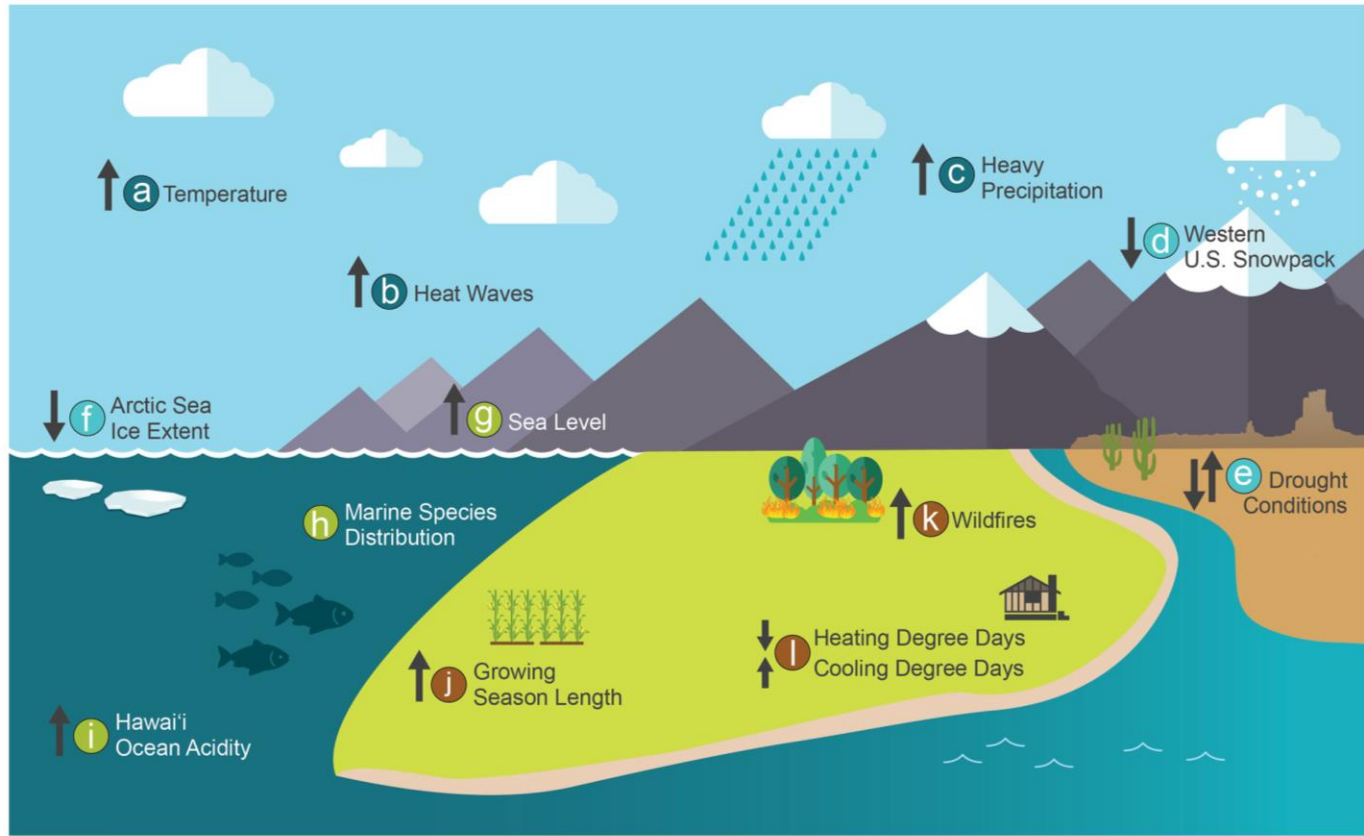 a Temperature
b Heat Waves
c Heavy
Precipitation
d Western
U.S. Snowpack
f Arctic Sea
Ice Extent
g Sea Level
e Drought
Conditions
h Marine Species
Distribution
k Wildfires
j Growing
Season Length
l Heating Degree Days
Cooling Degree Days
i Hawaiʻi
Ocean Acidity